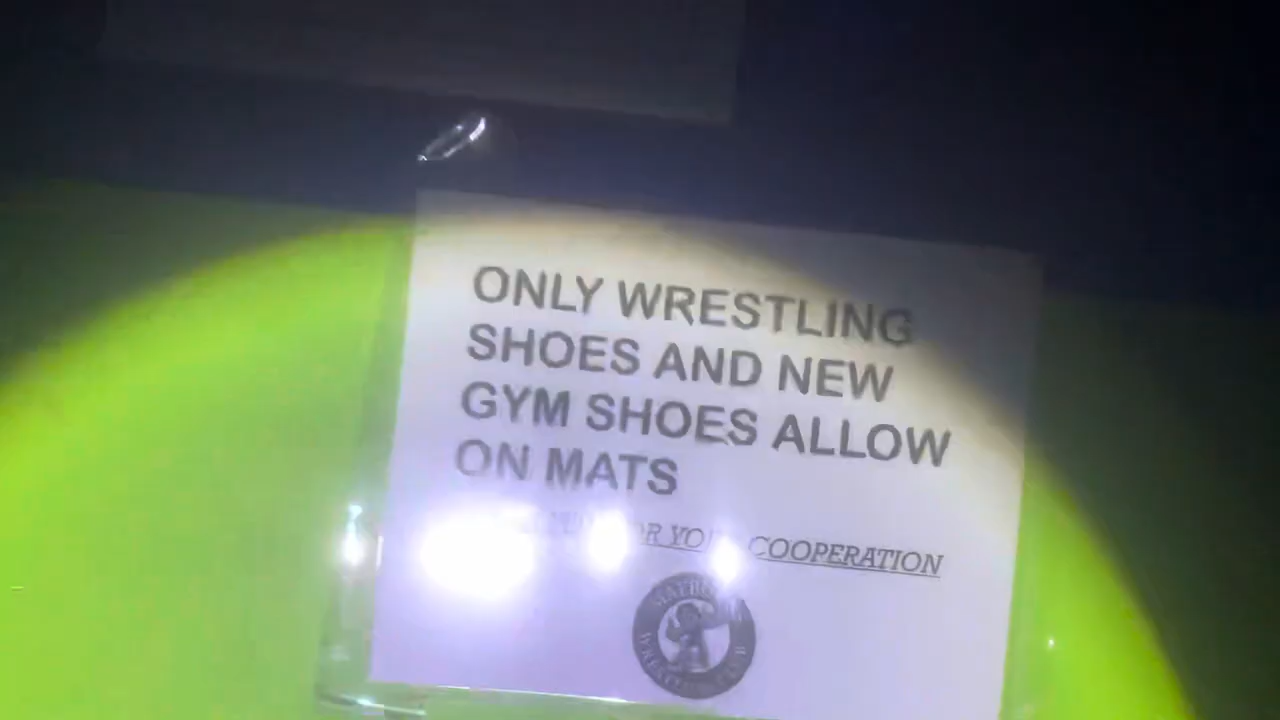 ONLY WRESTLING
SHOES AND NEW
GYM SHOES ALLOW
ON MATS
COOPERATION